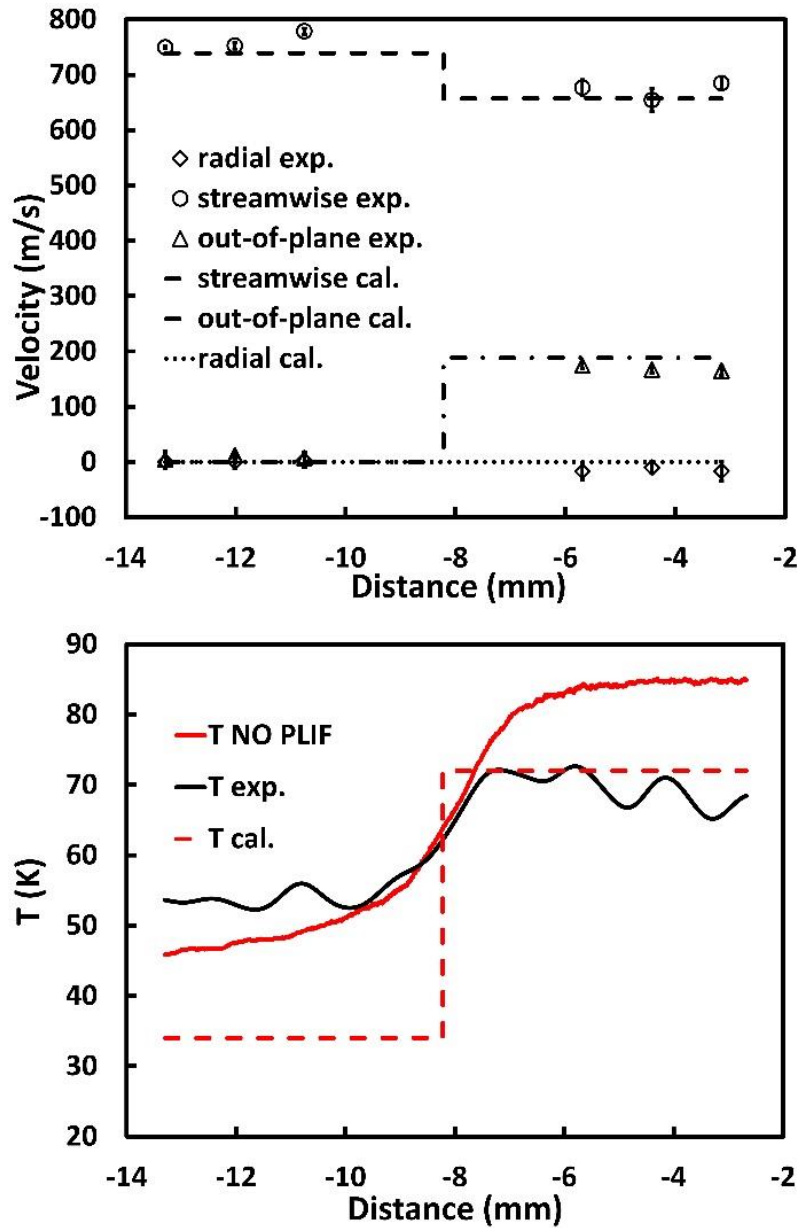 800
700
600
500
400
300
200
100
0
-100
Velocity (m/s)
radial exp.
streamwise exp.
out-of-plane exp.
streamwise cal.
out-of-plane cal.
radial cal.
-14 -12 -10 -8 -6 -4 -2
Distance (mm)
90
80
70
60
50
40
30
20
T (K)
T NO PLIF
T exp.
T cal.
-14 -12 -10 -8 -6 -4 -2
Distance (mm)